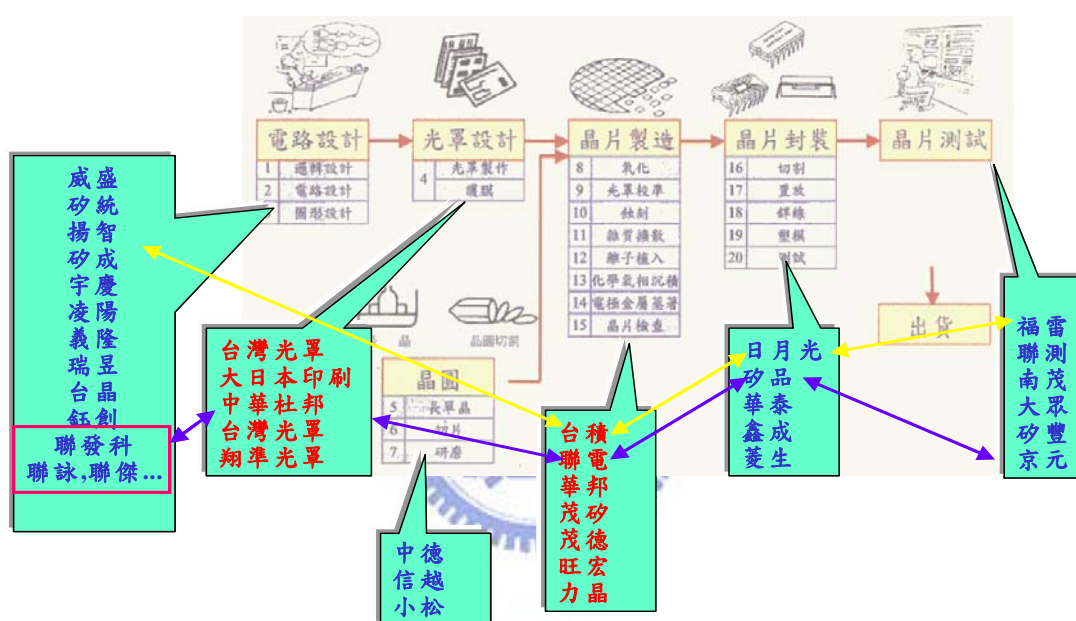 電路設計
1 邏輯設計
2 電路設計
圖形設計
光罩設計
4 光罩製作
護膜
晶片製造
8 氧化
9 光罩校準
10 蝕刻
11 雜質擴散
12 離子植入
13 化學氣相沉積
14 電極金屬蒸著
15 晶片檢查
晶片封裝
16 切割
17 置放
18 銲線
19 塑模
20 測試
晶片測試
出貨
晶
晶圓切割
晶圓
5 長單晶
6 切片
7 研磨
威盛
矽統
揚智
矽成
宇慶
凌陽
義隆
瑞昱
台晶
鈺創
聯發科
聯詠,聯傑...
台灣光罩
大日本印刷
中華杜邦
台灣光罩
翔準光罩
中德
信越
小松
台積
聯電
華邦
茂矽
茂德
旺宏
力晶
日月光
矽品
華泰
鑫成
菱生
福雷
聯測
南茂
大眾
矽豐
京元